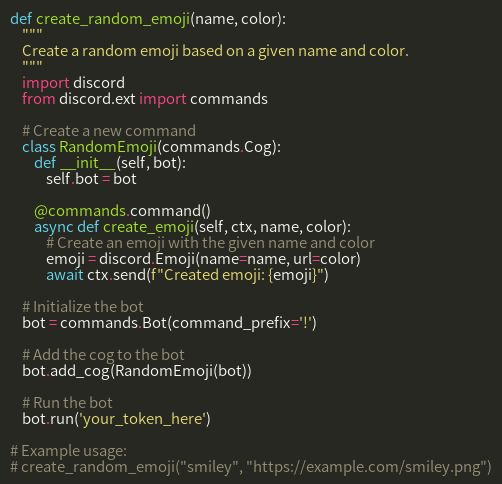 def create_random_emoji(name, color):
    """
    Create a random emoji based on a given name and color.
    """
    import discord
    from discord.ext import commands

    # Create a new command
    class RandomEmoji(commands.Cog):
        def __init__(self, bot):
            self.bot = bot

        @commands.command()
        async def create_emoji(self, ctx, name, color):
            # Create an emoji with the given name and color
            emoji = discord.Emoji(name=name, url=color)
            await ctx.send(f"Created emoji: {emoji}")

    # Initialize the bot
    bot = commands.Bot(command_prefix='!')

    # Add the cog to the bot
    bot.add_cog(RandomEmoji(bot))

    # Run the bot
    bot.run('your_token_here')

# Example usage:
# create_random_emoji("smiley", "https://example.com/smiley.png")